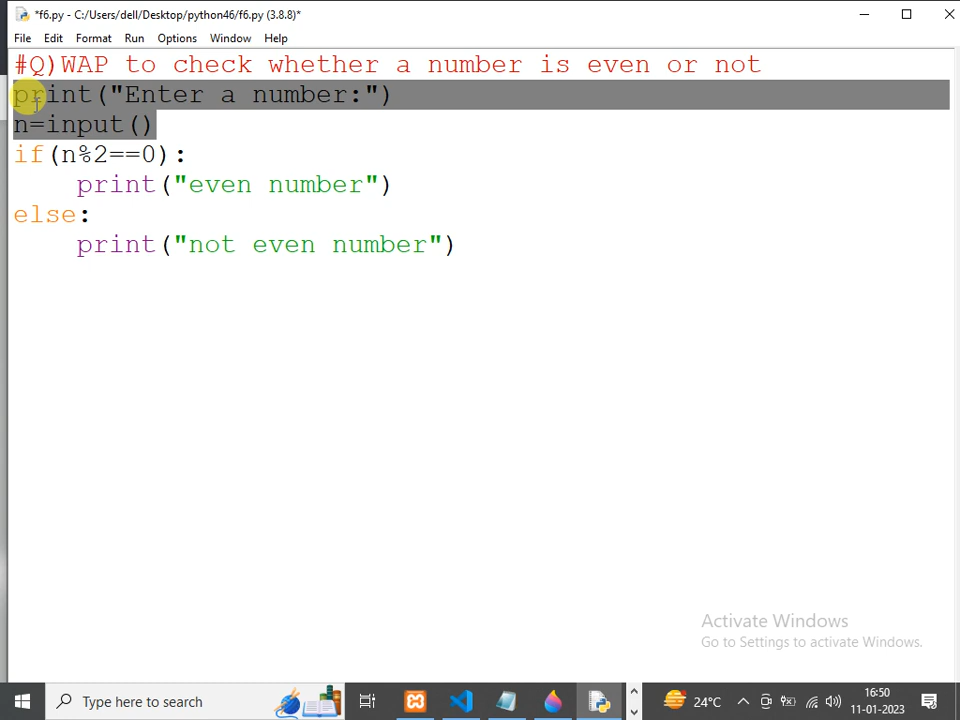 *f6.py - C:/Users/dell/Desktop/python46/f6.py (3.8.8)*
File Edit Format Run Options Window Help
#Q)WAP to check whether a number is even or not
print("Enter a number:")
n=input()
if(n%2==0):
    print("even number")
else:
    print("not even number")
Activate Windows
Go to Settings to activate Windows.
Type here to search
24°C
16:50
11-01-2023